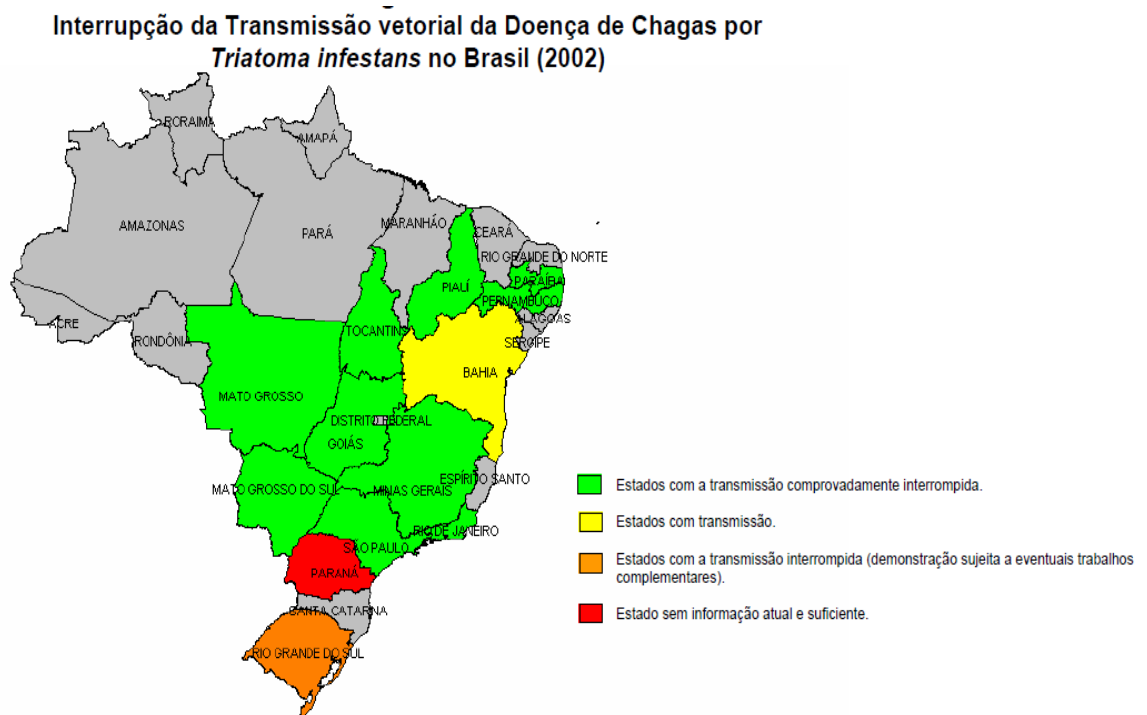 Interrupção da Transmissão vetorial da Doença de Chagas por
Triatoma infestans no Brasil (2002)
RORAIMA
AMAPÁ
AMAZONAS
PARÁ
MARANHÃO
CEARÁ
RIO GRANDE DO NORTE
PARAÍBA
PIAUÍ
PERNAMBUCO
ALAGOAS
ACRE
RONDÔNIA
TOCANTINS
SERGIPE
BAHIA
MATO GROSSO
DISTRITO FEDERAL
GOIÁS
ESPÍRITO SANTO
MATO GROSSO DO SUL
MINAS GERAIS
RIO DE JANEIRO
SÃO PAULO
PARANÁ
SANTA CATARINA
RIO GRANDE DO SUL
Estados com a transmissão comprovadamente interrompida.
Estados com transmissão.
Estados com a transmissão interrompida (demonstração sujeita a eventuais trabalhos
complementares).
Estado sem informação atual e suficiente.